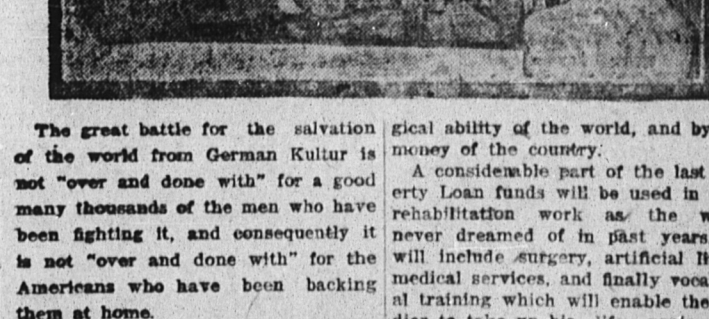 The great battle for the salvation
of the world from German Kultur is
not "over and done with" for a good
many thousands of the men who have
been fighting it, and consequently it
is not "over and done with" for the
Americans who have been backing
them at home.
gical ability of the world, and by
money of the country.
A considerable part of the last
erty Loan funds will be used in
rehabilitation work as the
never dreamed of in past years
will include surgery, artificial
medical services, and finally voca
al training which will enable the